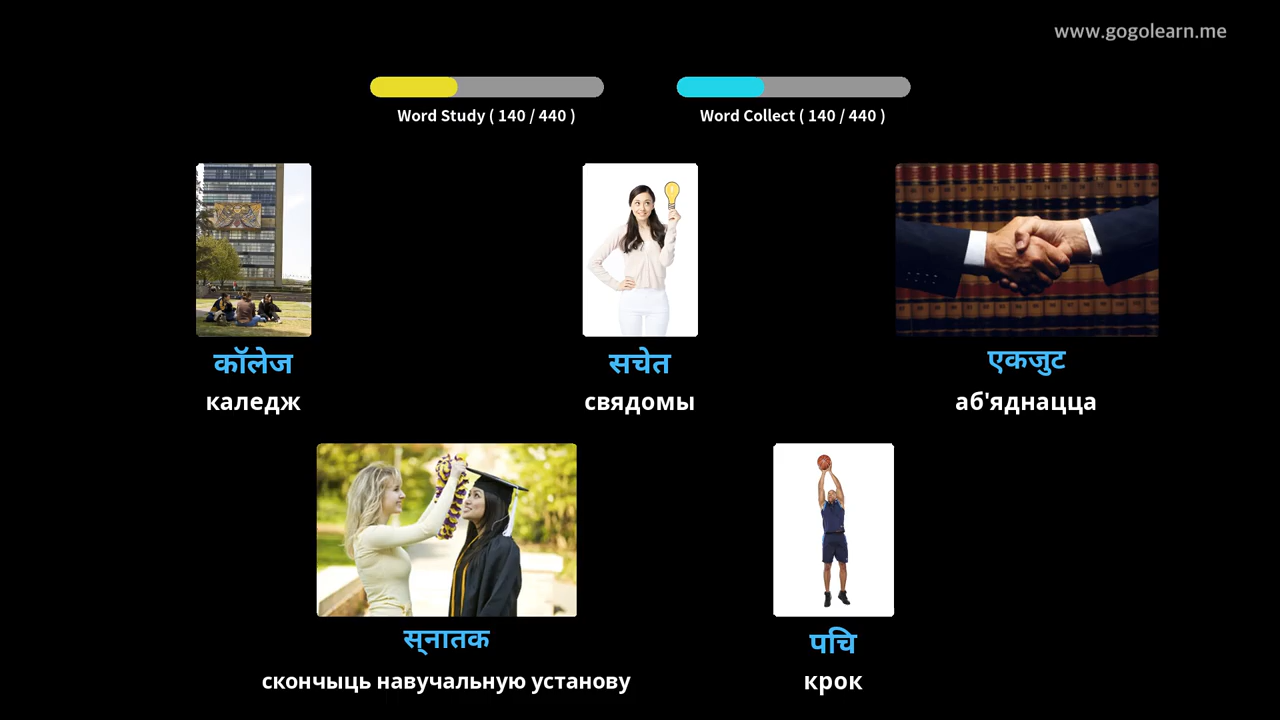 www.gogolearn.me
Word Study ( 140 / 440 )
Word Collect ( 140 / 440 )
कॉलेज
सचेत
एकजुट
каледж
свядомы
аб'яднацца
स्नातक
पचि
скончыць навучальную установу
крок